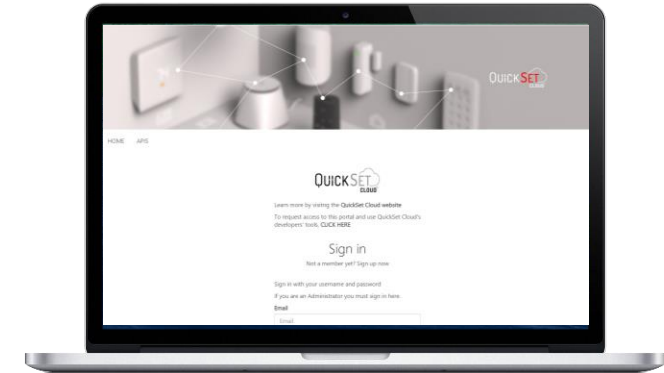 QUICKSET
CLOUD
HOME APIS
QUICKSET
CLOUD
Learn more by visiting the QuickSet Cloud website
To request access to this portal and use QuickSet Cloud's
developers' tools, CLICK HERE
Sign in
Not a member yet? Sign up now
Sign in with your username and password
If you are an Administrator you must sign in here.
Email
Email